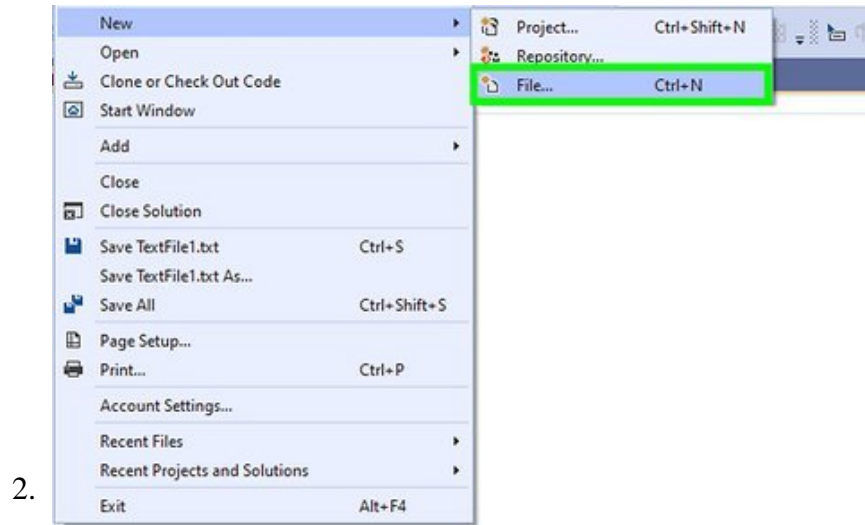 New
Project... Ctrl+Shift+N
Open
Repository...
Clone or Check Out Code
File... Ctrl+N
Start Window
Add
Close
Close Solution
Save TextFile1.txt Ctrl+S
Save TextFile1.txt As...
Save All Ctrl+Shift+S
Page Setup...
Print... Ctrl+P
Account Settings...
Recent Files
Recent Projects and Solutions
2.
Exit Alt+F4